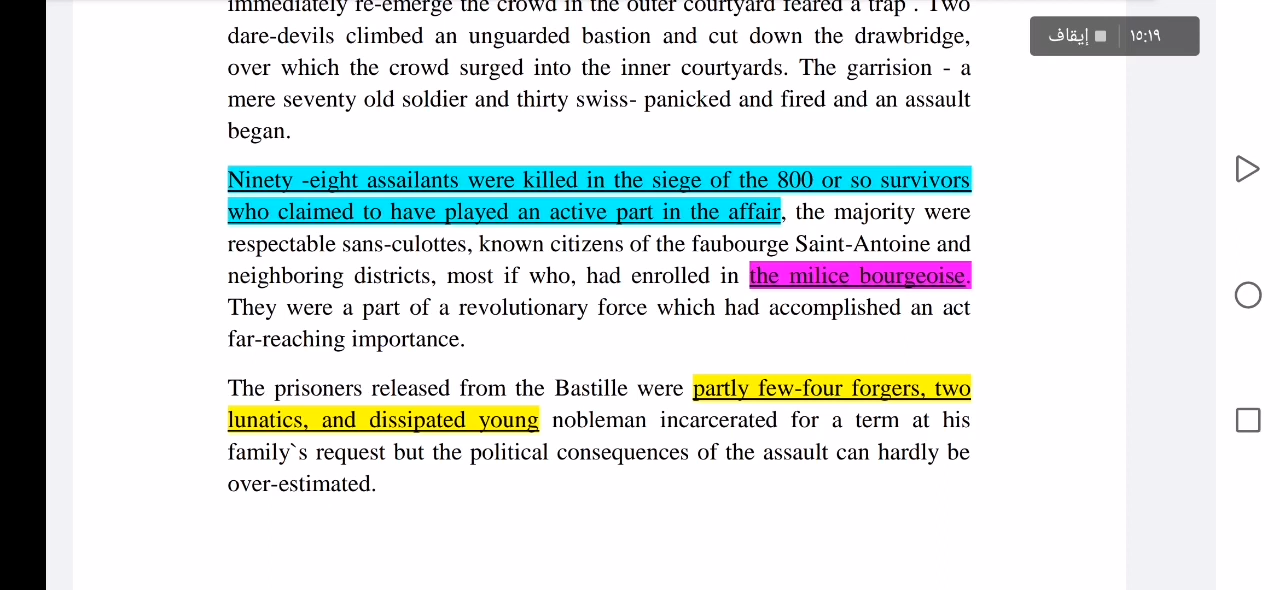 immediately re-emerge the crowd in the outer courtyard feared a trap . Two
dare-devils climbed an unguarded bastion and cut down the drawbridge,
over which the crowd surged into the inner courtyards. The garrision - a
mere seventy old soldier and thirty swiss- panicked and fired and an assault
began.
Ninety -eight assailants were killed in the siege of the 800 or so survivors
who claimed to have played an active part in the affair, the majority were
respectable sans-culottes, known citizens of the faubourge Saint-Antoine and
neighboring districts, most if who, had enrolled in the milice bourgeoise.
They were a part of a revolutionary force which had accomplished an act
far-reaching importance.
The prisoners released from the Bastille were partly few-four forgers, two
lunatics, and dissipated young nobleman incarcerated for a term at his
family`s request but the political consequences of the assault can hardly be
over-estimated.
إيقاف ١٥:١٩